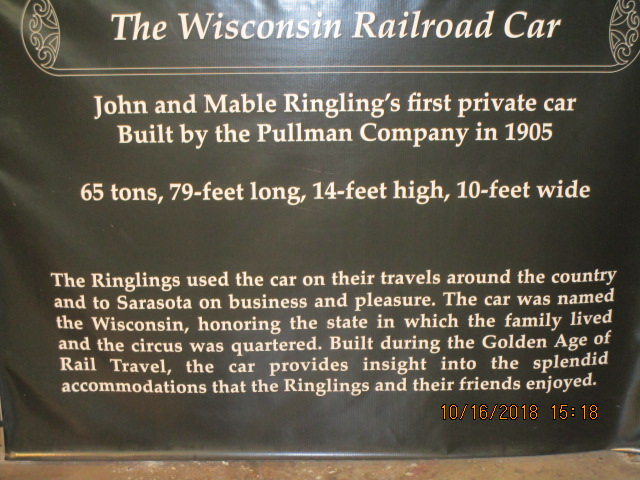 The Wisconsin Railroad Car
John and Mable Ringling's first private car
Built by the Pullman Company in 1905
65 tons, 79-feet long, 14-feet high, 10-feet wide
The Ringlings used the car on their travels around the country
and to Sarasota on business and pleasure. The car was named
the Wisconsin, honoring the state in which the family lived
and the circus was quartered. Built during the Golden Age of
Rail Travel, the car provides insight into the splendid
accommodations that the Ringlings and their friends enjoyed.
10/16/2018 15:18